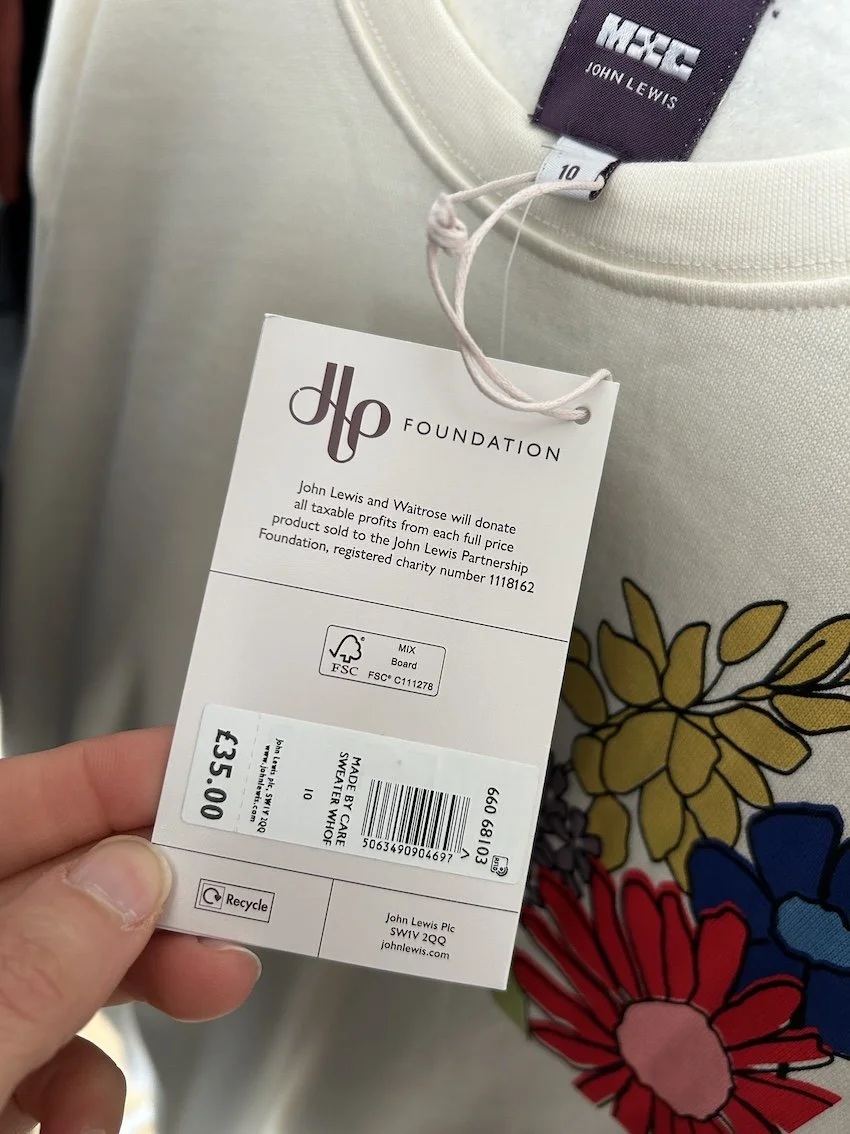 MXC
JOHN LEWIS
10
JLP FOUNDATION
John Lewis and Waitrose will donate
all taxable profits from each full price
product sold to the John Lewis Partnership
Foundation, registered charity number 1118162
FSC®
MIX
Board
FSC® C111278
£35.00
John Lewis plc, SW1V 2QQ
www.johnlewis.com
MADE BY CARE
SWEATER WHOF
10
5063490904697 >
660 68103
RFID
Recycle
John Lewis Plc
SW1V 2QQ
johnlewis.com